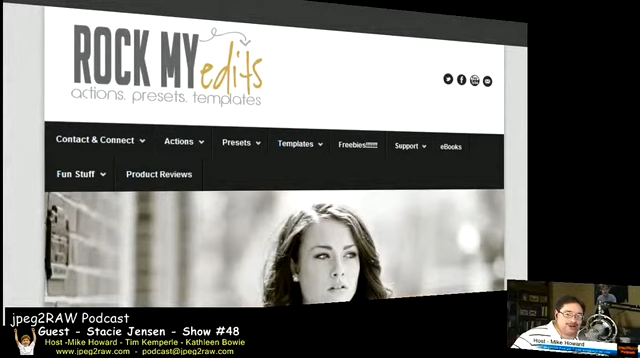 ROCK MY edits
actions. presets. templates
Contact & Connect
Actions
Presets
Templates
Freebies!!!!!!!
Support
eBooks
Fun Stuff
Product Reviews
jpeg2RAW Podcast
Guest - Stacie Jensen - Show #48
Host -Mike Howard - Tim Kemperle - Kathleen Bowie
www.jpeg2raw.com - podcast@jpeg2raw.com
Host - Mike Howard